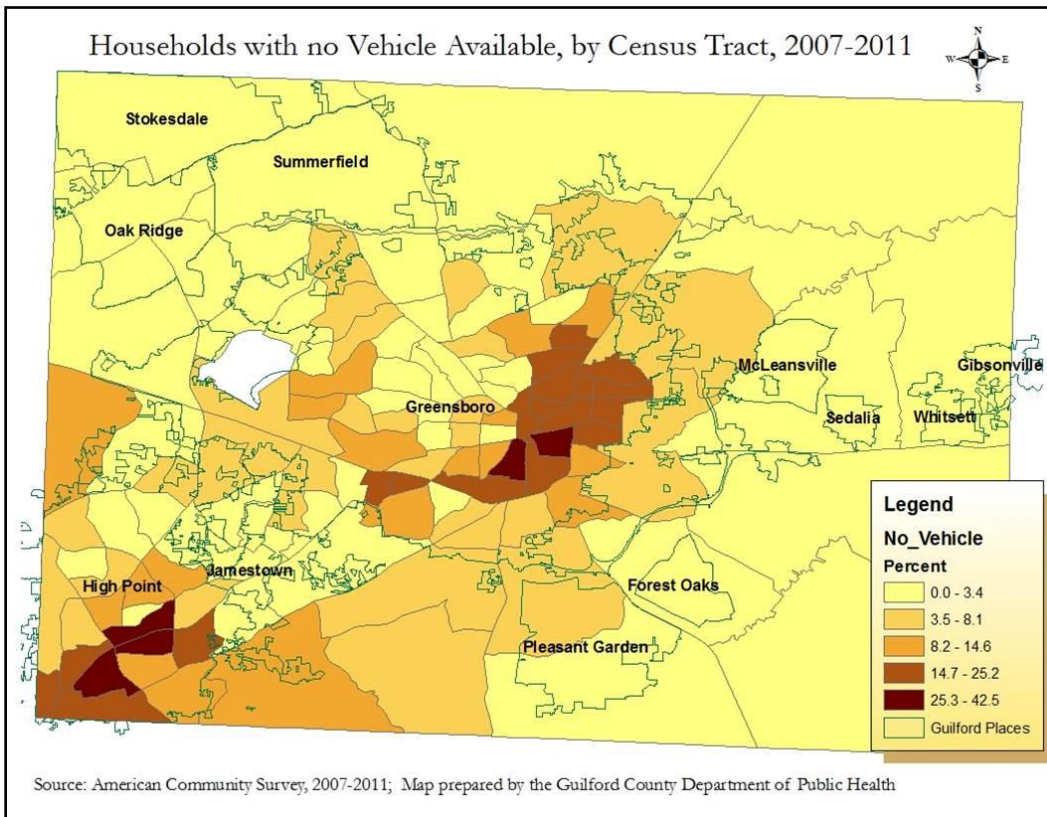 Households with no Vehicle Available, by Census Tract, 2007-2011
N
W E
S
Stokesdale
Summerfield
Oak Ridge
McLeansville
Gibsonville
Greensboro
Sedalia
Whitsett
Jamestown
High Point
Forest Oaks
Pleasant Garden
Legend
No_Vehicle
Percent
0.0 - 3.4
3.5 - 8.1
8.2 - 14.6
14.7 - 25.2
25.3 - 42.5
Guilford Places
Source: American Community Survey, 2007-2011; Map prepared by the Guilford County Department of Public Health